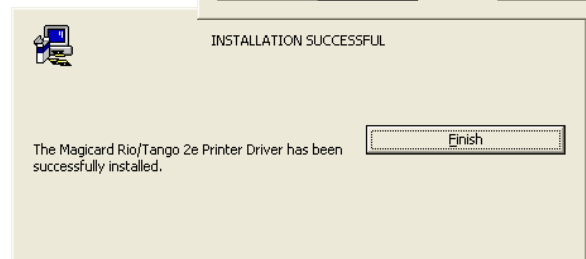 INSTALLATION SUCCESSFUL
The Magicard Rio/Tango 2e Printer Driver has been
successfully installed.
Finish